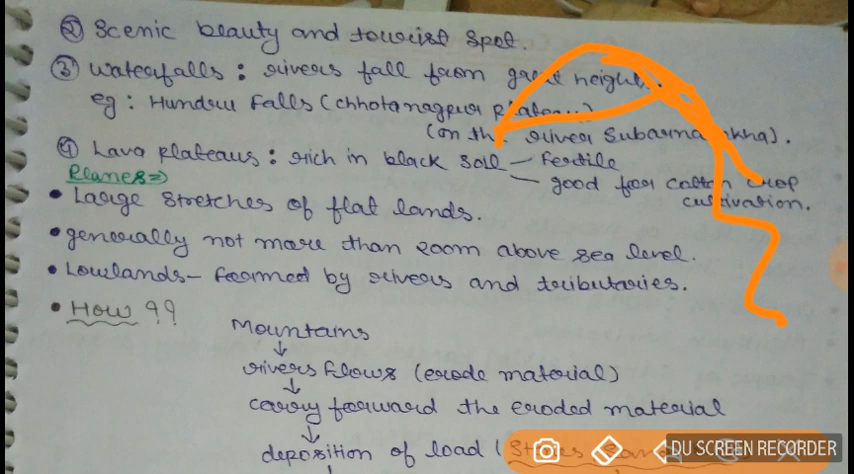 ② Scenic beauty and tourist spot.
③ Waterfalls : rivers fall from great height.
eg : Hundru Falls (Chhotanagpur
(on the river Subarna kha).
④ Lava plateaus : rich in black soil – fertile
– good for cotton crop
cultivation.
Planes ⇒
• Large stretches of flat lands.
• generally not more than 200m above sea level.
• Lowlands – formed by rivers and tributaries.
• How ??
Mountains
↓
rivers flows (erode material)
↓
carry forward the eroded material
↓
deposition of load (
DU SCREEN RECORDER